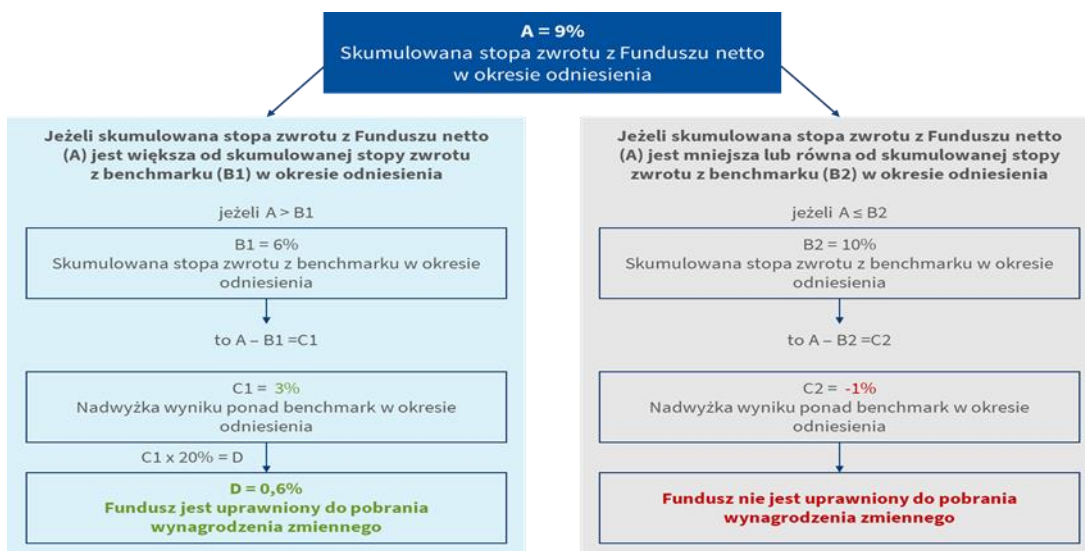 A = 9%
Skumulowana stopa zwrotu z Funduszu netto
w okresie odniesienia
Jeżeli skumulowana stopa zwrotu z Funduszu netto
(A) jest większa od skumulowanej stopy zwrotu
z benchmarku (B1) w okresie odniesienia
jeżeli A > B1
B1 = 6%
Skumulowana stopa zwrotu z benchmarku w okresie
odniesienia
to A – B1 =C1
C1 = 3%
Nadwyżka wyniku ponad benchmark w okresie
odniesienia
C1 x 20% = D
D = 0,6%
Fundusz jest uprawniony do pobrania
wynagrodzenia zmiennego
Jeżeli skumulowana stopa zwrotu z Funduszu netto
(A) jest mniejsza lub równa od skumulowanej stopy
zwrotu z benchmarku (B2) w okresie odniesienia
jeżeli A ≤ B2
B2 = 10%
Skumulowana stopa zwrotu z benchmarku w okresie
odniesienia
to A – B2 =C2
C2 = -1%
Nadwyżka wyniku ponad benchmark w okresie
odniesienia
Fundusz nie jest uprawniony do pobrania
wynagrodzenia zmiennego